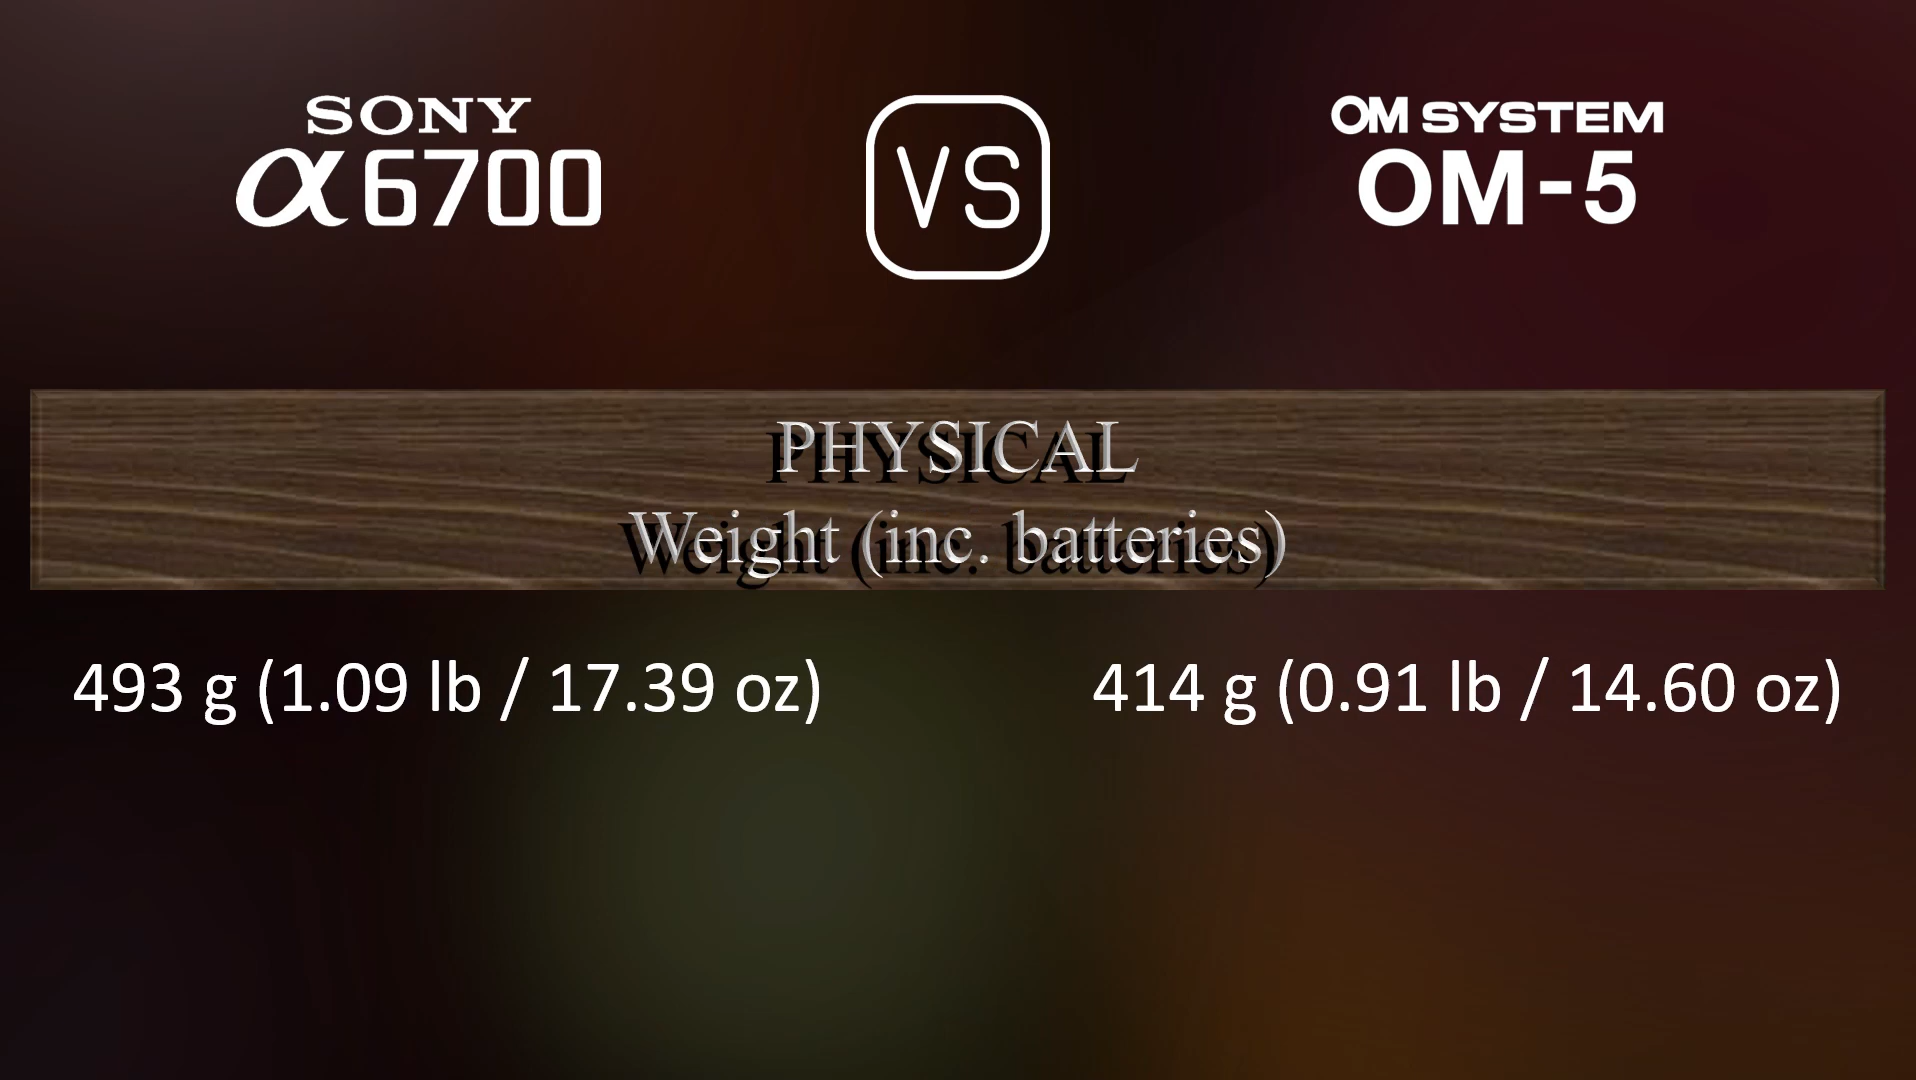 SONY
α6700
VS
OM SYSTEM
OM-5
PHYSICAL
Weight (inc. batteries)
493 g (1.09 lb / 17.39 oz)
414 g (0.91 lb / 14.60 oz)